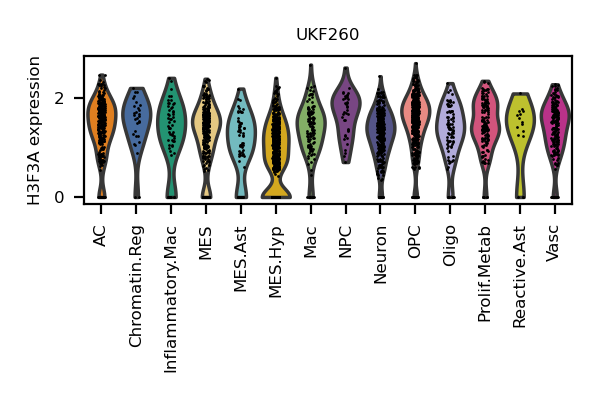 UKF260
H3F3A expression
2
0
AC
Chromatin.Reg
Inflammatory.Mac
MES
MES.Ast
MES.Hyp
Mac
NPC
Neuron
OPC
Oligo
Prolif.Metab
Reactive.Ast
Vasc